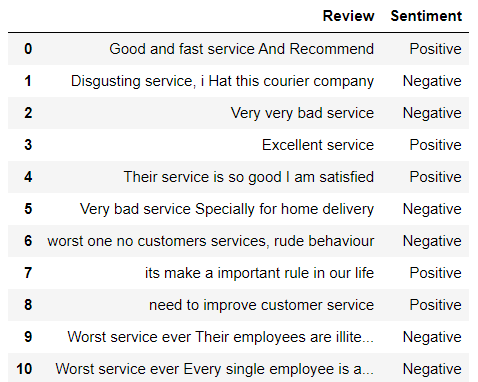 Review Sentiment
0 Good and fast service And Recommend Positive
1 Disgusting service, i Hat this courier company Negative
2 Very very bad service Negative
3 Excellent service Positive
4 Their service is so good I am satisfied Positive
5 Very bad service Specially for home delivery Negative
6 worst one no customers services, rude behaviour Negative
7 its make a important rule in our life Positive
8 need to improve customer service Positive
9 Worst service ever Their employees are illite... Negative
10 Worst service ever Every single employee is a... Negative